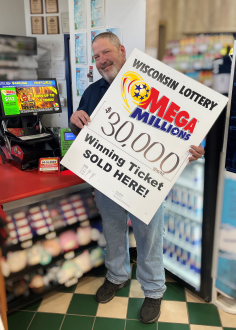 WISCONSIN LOTTERY
MEGA
MILLIONS
$30,000
Winning Ticket
SOLD HERE!